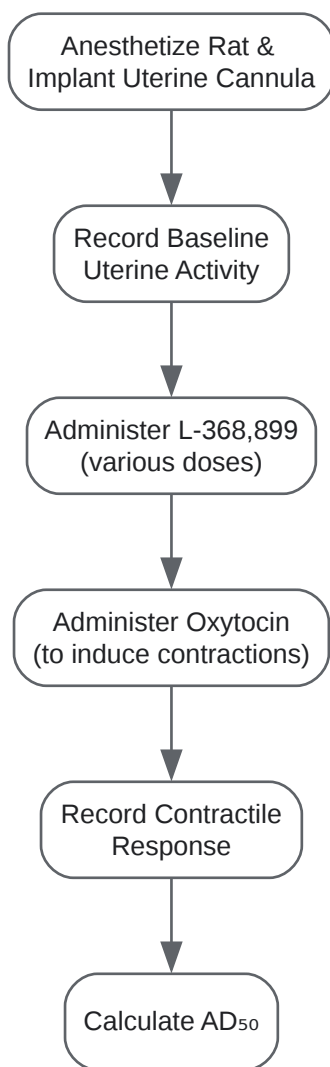 Anesthetize Rat &
Implant Uterine Cannula
Record Baseline
Uterine Activity
Administer L-368,899
(various doses)
Administer Oxytocin
(to induce contractions)
Record Contractile
Response
Calculate AD₅₀